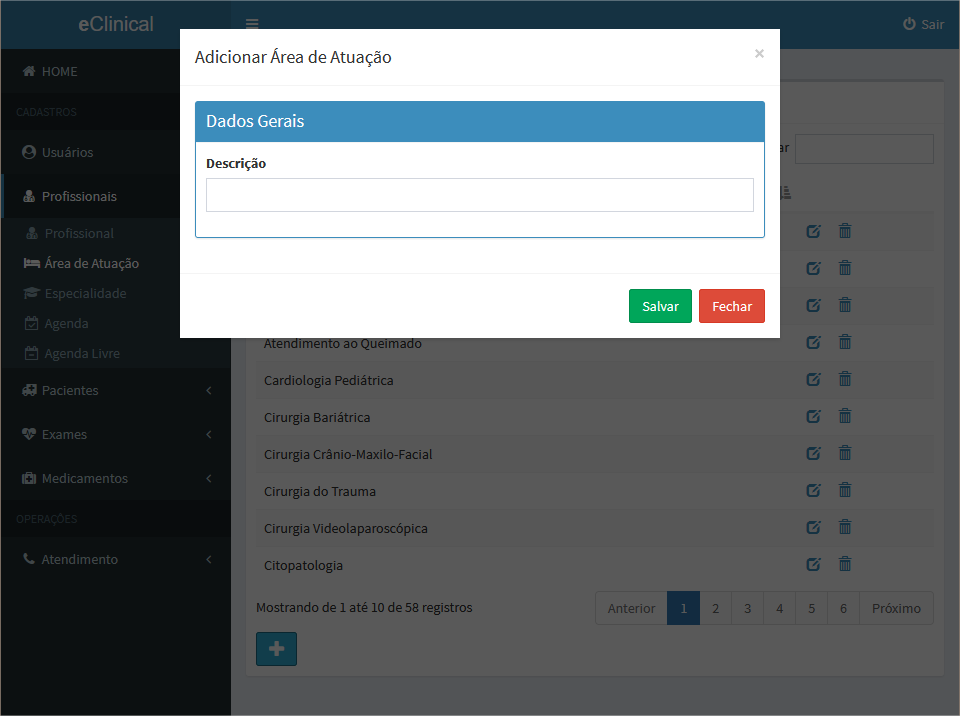 eClinical
Sair
Adicionar Área de Atuação
×
HOME
CADASTROS
Usuários
Profissionais
Profissional
Área de Atuação
Especialidade
Agenda
Agenda Livre
Pacientes
Exames
Medicamentos
OPERAÇÕES
Atendimento
Dados Gerais
Descrição
Salvar
Fechar
ar
Atendimento ao Queimado
Cardiologia Pediátrica
Cirurgia Bariátrica
Cirurgia Crânio-Maxilo-Facial
Cirurgia do Trauma
Cirurgia Videolaparoscópica
Citopatologia
Mostrando de 1 até 10 de 58 registros
Anterior 1 2 3 4 5 6 Próximo